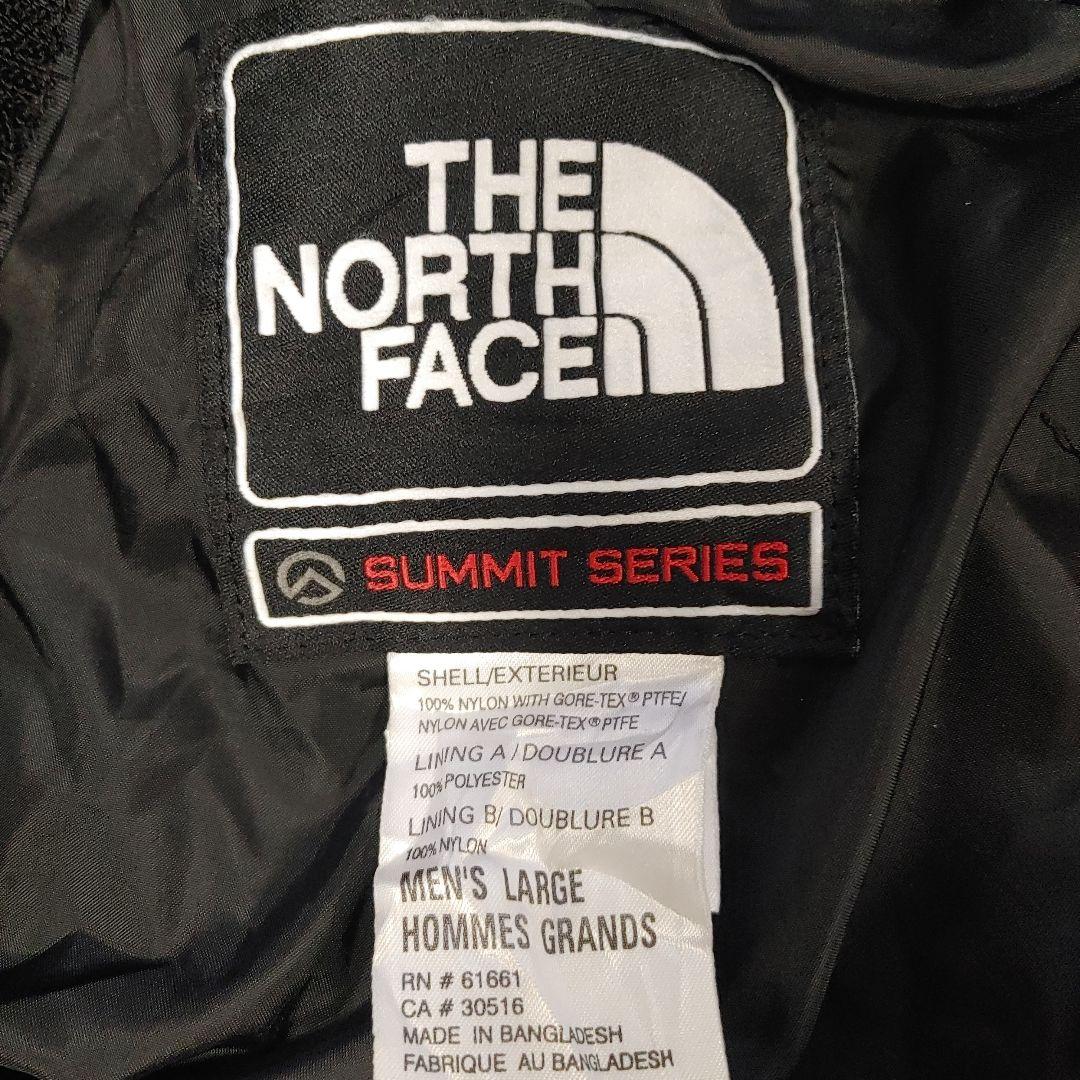 THE
NORTH
FACE
SUMMIT SERIES
SHELL/EXTERIEUR
100% NYLON WITH GORE-TEX® PTFE/
NYLON AVEC GORE-TEX® PTFE
LINING A / DOUBLURE A
100% POLYESTER
LINING B/ DOUBLURE B
100% NYLON
MEN'S LARGE
HOMMES GRANDS
RN # 61661
CA # 30516
MADE IN BANGLADESH
FABRIQUE AU BANGLADESH